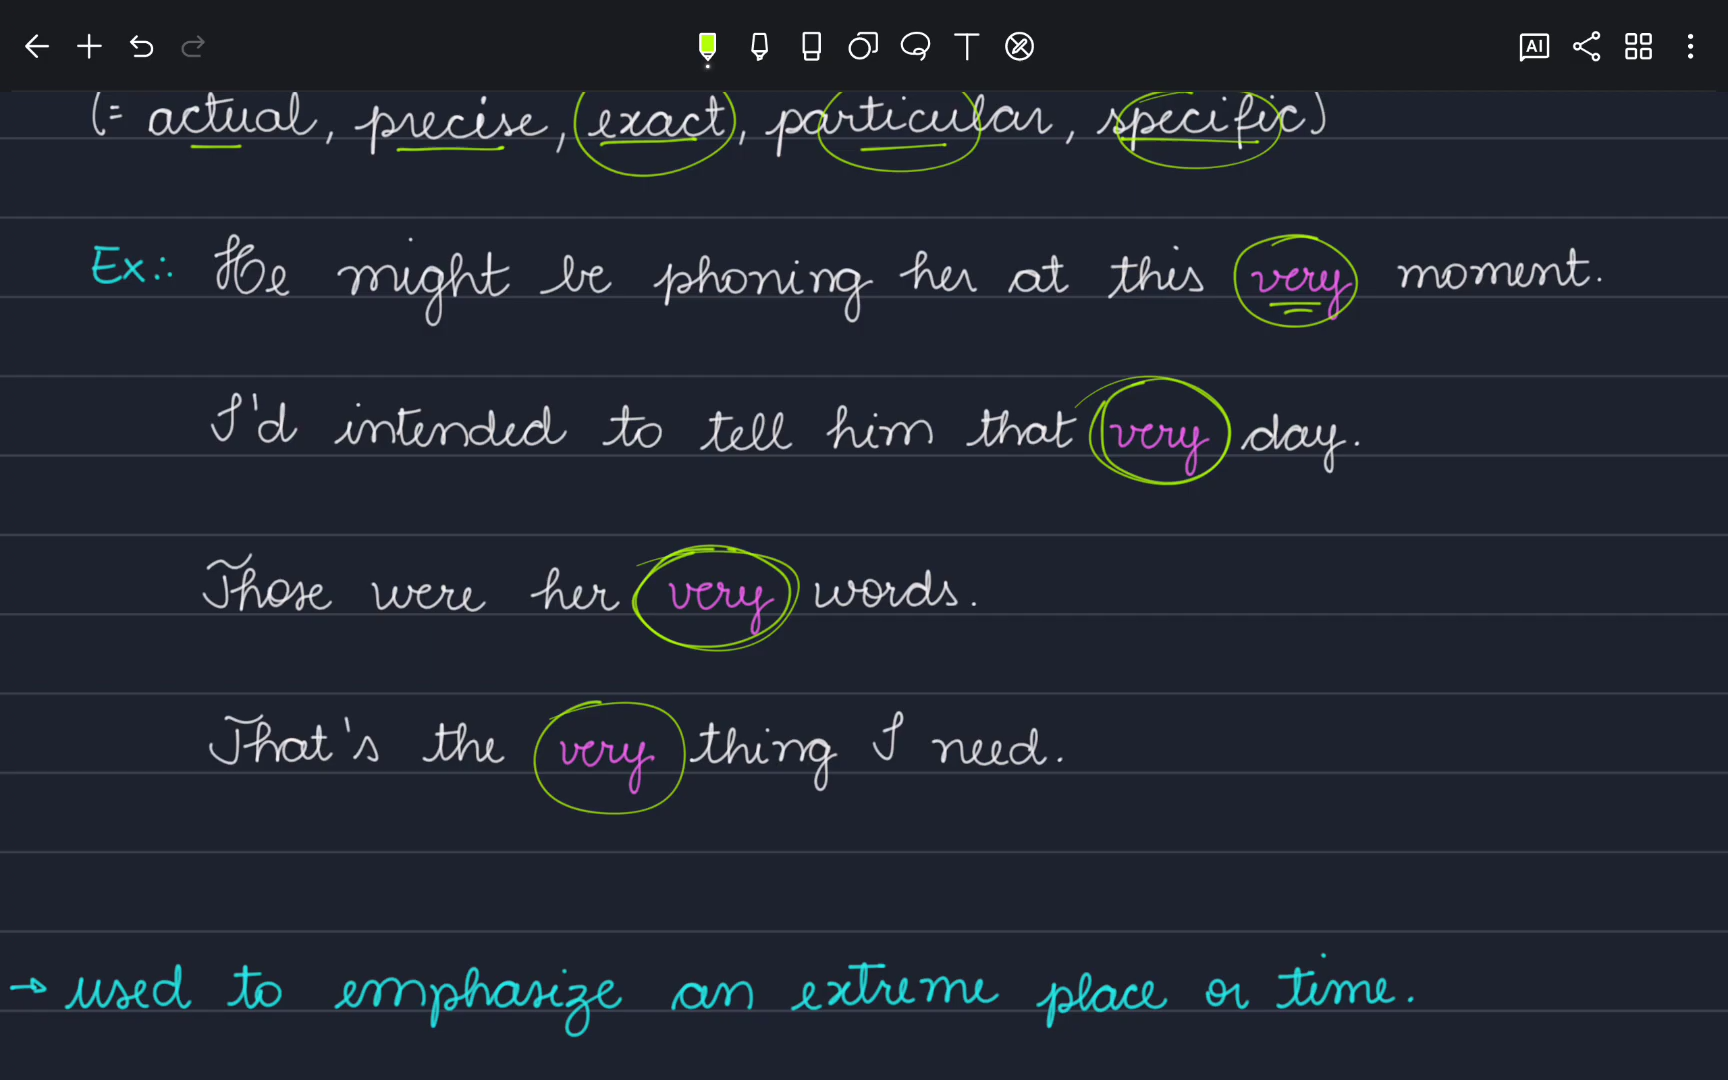 AI
(= actual, precise, exact, particular, specific)
Ex:. He might be phoning her at this very moment.
I'd intended to tell him that very day.
Those were her very words.
That's the very thing I need.
→ used to emphasize an extreme place or time.